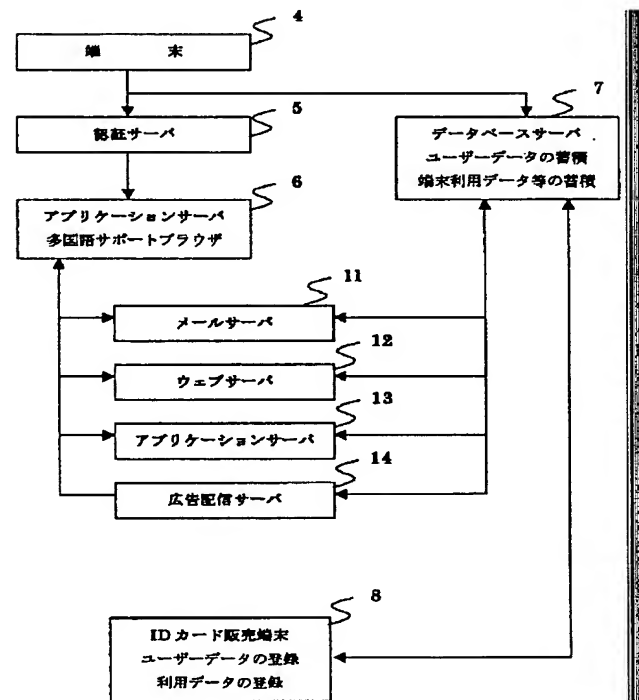 4
端 末
5
認証サーバ
7
データベースサーバ
ユーザーデータの蓄積
端末利用データ等の蓄積
6
アプリケーションサーバ
多国語サポートブラウザ
11
メールサーバ
12
ウェブサーバ
13
アプリケーションサーバ
14
広告配信サーバ
8
IDカード販売端末
ユーザーデータの登録
利用データの登録